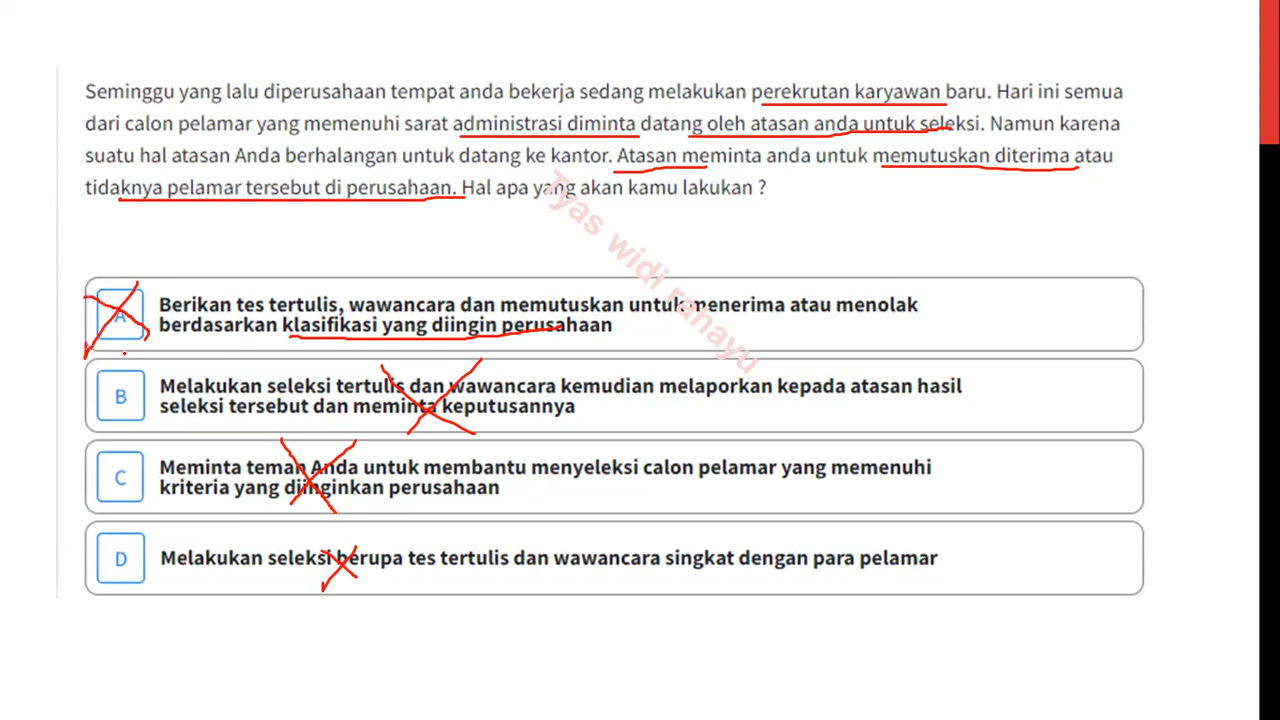 Seminggu yang lalu diperusahaan tempat anda bekerja sedang melakukan perekrutan karyawan baru. Hari ini semua
dari calon pelamar yang memenuhi sarat administrasi diminta datang oleh atasan anda untuk seleksi. Namun karena
suatu hal atasan Anda berhalangan untuk datang ke kantor. Atasan meminta anda untuk memutuskan diterima atau
tidaknya pelamar tersebut di perusahaan. Hal apa yang akan kamu lakukan ?
Tyas widi rahayu
A
Berikan tes tertulis, wawancara dan memutuskan untuk menerima atau menolak
berdasarkan klasifikasi yang diingin perusahaan
B
Melakukan seleksi tertulis dan wawancara kemudian melaporkan kepada atasan hasil
seleksi tersebut dan meminta keputusannya
C
Meminta teman Anda untuk membantu menyeleksi calon pelamar yang memenuhi
kriteria yang diinginkan perusahaan
D
Melakukan seleksi berupa tes tertulis dan wawancara singkat dengan para pelamar